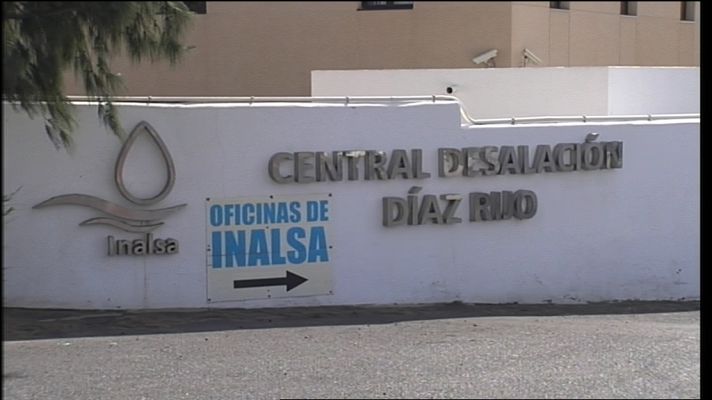 CENTRAL DESALACIÓN
DÍAZ RIJO
Inalsa
OFICINAS DE
INALSA